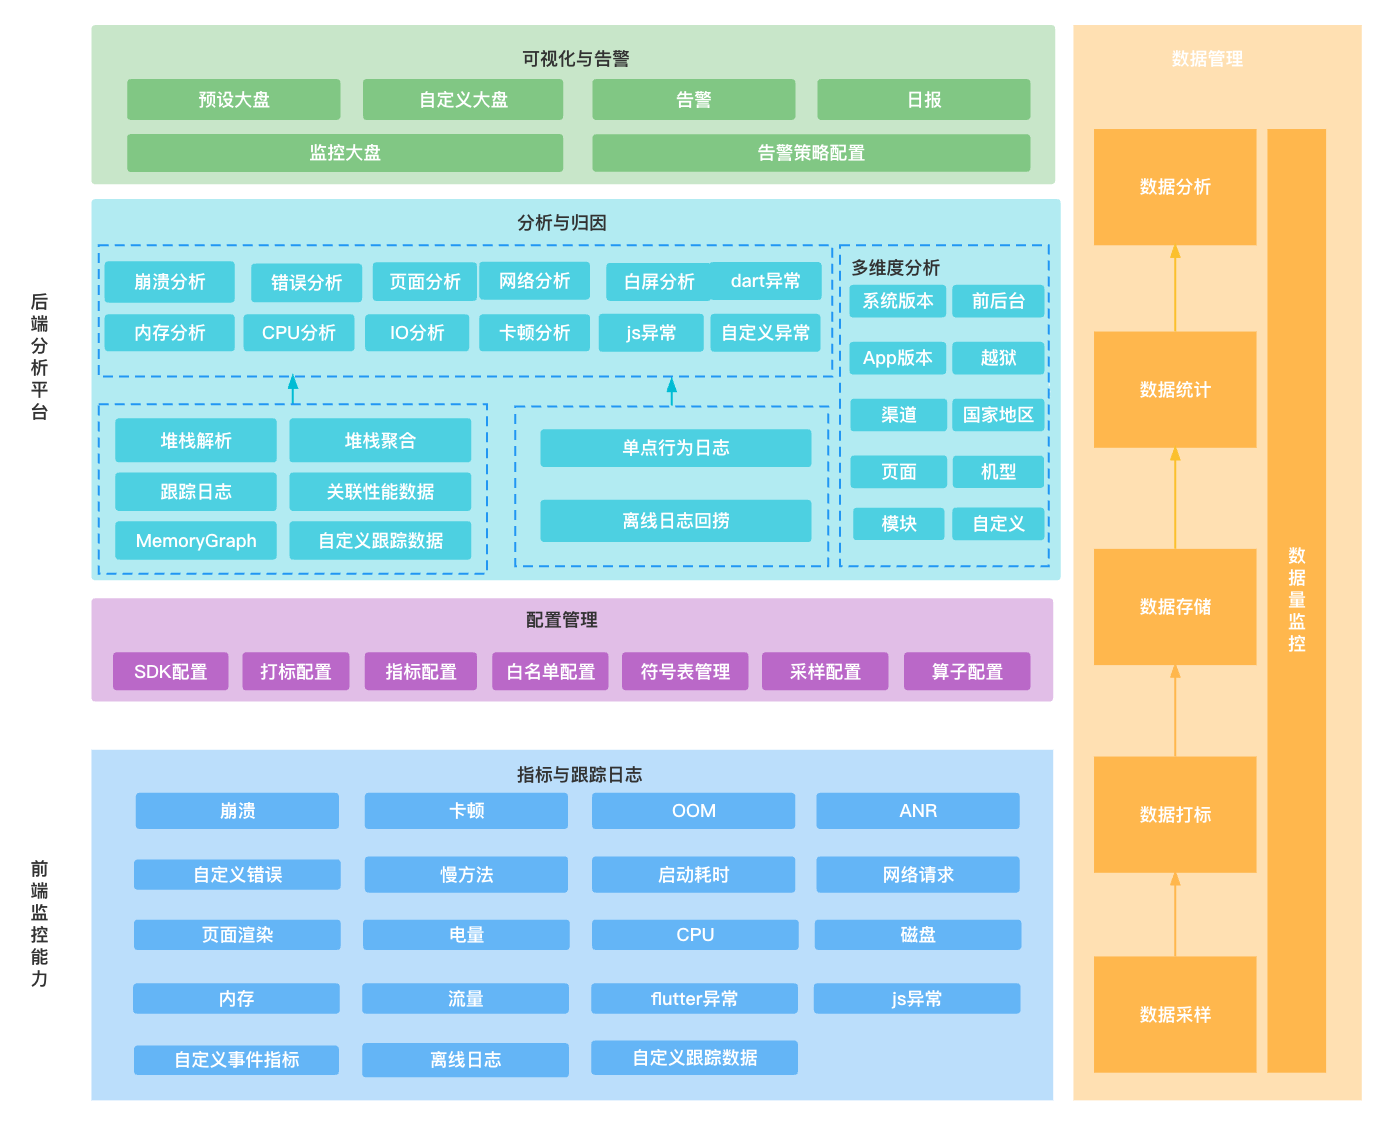 可视化与告警
预设大盘
自定义大盘
告警
日报
监控大盘
告警策略配置
后端分析平台
分析与归因
崩溃分析
错误分析
页面分析
网络分析
白屏分析
dart异常
内存分析
CPU分析
IO分析
卡顿分析
js异常
自定义异常
堆栈解析
堆栈聚合
跟踪日志
关联性能数据
MemoryGraph
自定义跟踪数据
单点行为日志
离线日志回捞
多维度分析
系统版本
前后台
App版本
越狱
渠道
国家地区
页面
机型
模块
自定义
配置管理
SDK配置
打标配置
指标配置
白名单配置
符号表管理
采样配置
算子配置
前端监控能力
指标与跟踪日志
崩溃
卡顿
OOM
ANR
自定义错误
慢方法
启动耗时
网络请求
页面渲染
电量
CPU
磁盘
内存
流量
flutter异常
js异常
自定义事件指标
离线日志
自定义跟踪数据
数据管理
数据分析
数据统计
数据存储
数据打标
数据采样
数据量监控